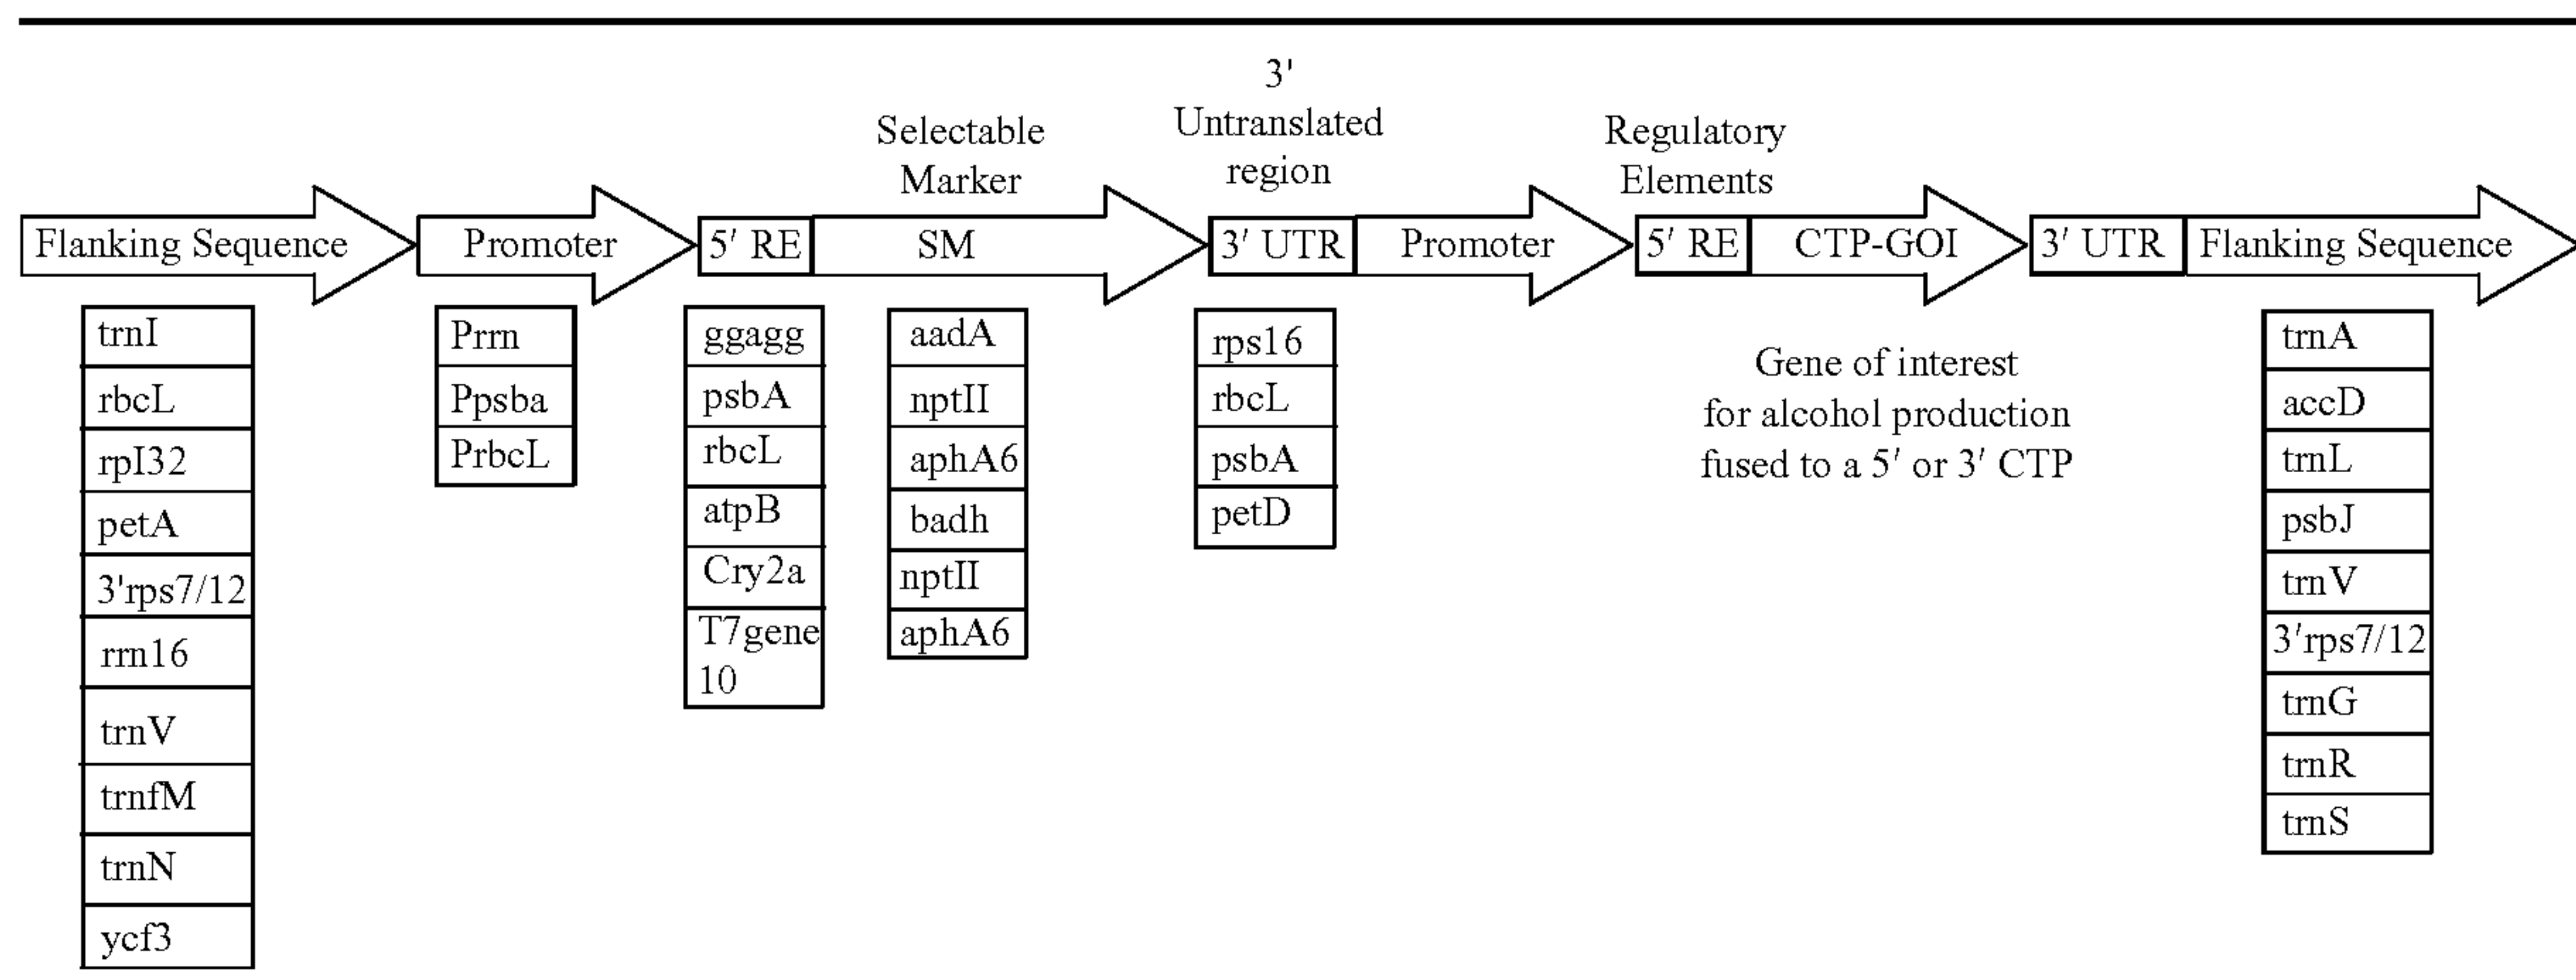 3'
Untranslated
region
Selectable
Marker
Regulatory
Elements
Flanking Sequence
Promoter
5' RE
SM
3' UTR
Promoter
5' RE
CTP-GOI
3' UTR
Flanking Sequence
trnI
rbcL
rpI32
petA
3'rps7/12
rrn16
trnV
trnfM
trnN
ycf3
Prrn
Ppsba
PrbcL
ggagg
psbA
rbcL
atpB
Cry2a
T7gene
10
aadA
nptII
aphA6
badh
nptII
aphA6
rps16
rbcL
psbA
petD
Gene of interest
for alcohol production
fused to a 5' or 3' CTP
trnA
accD
trnL
psbJ
trnV
3'rps7/12
trnG
trnR
trnS